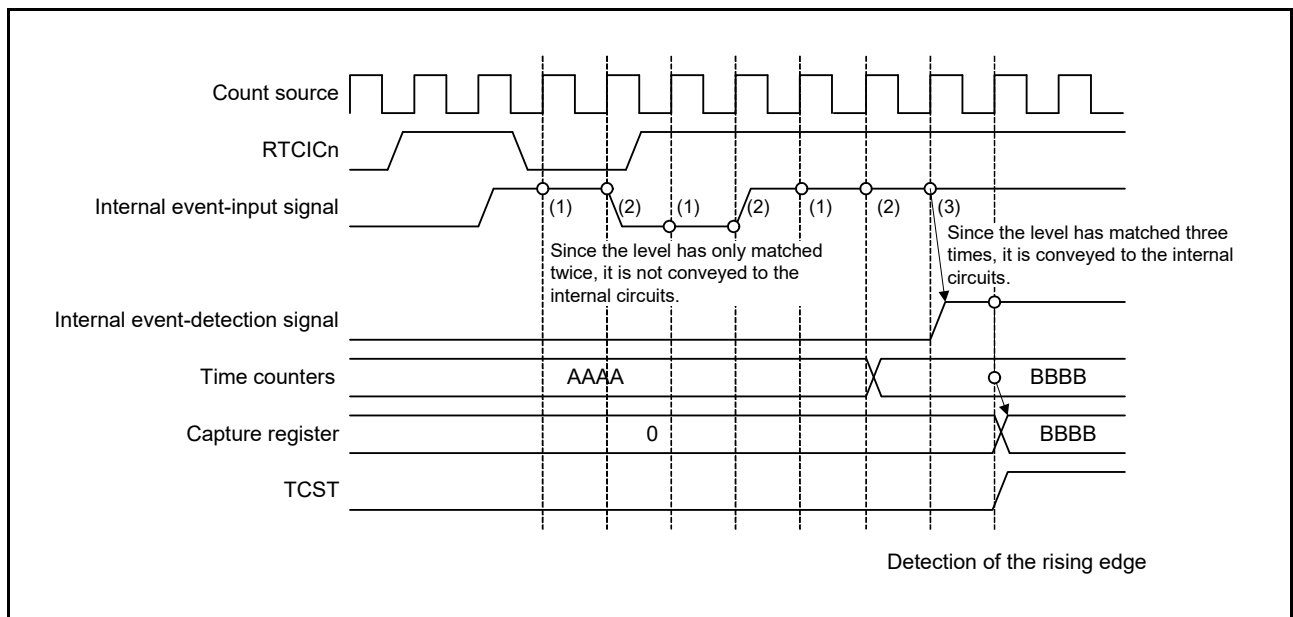 Count source
RTCICn
Internal event-input signal
(1) (2) (1) (2) (1) (2) (3)
Since the level has only matched
twice, it is not conveyed to the
internal circuits.
Since the level has matched three
times, it is conveyed to the internal
circuits.
Internal event-detection signal
Time counters
AAAA
BBBB
Capture register
0
BBBB
TCST
Detection of the rising edge